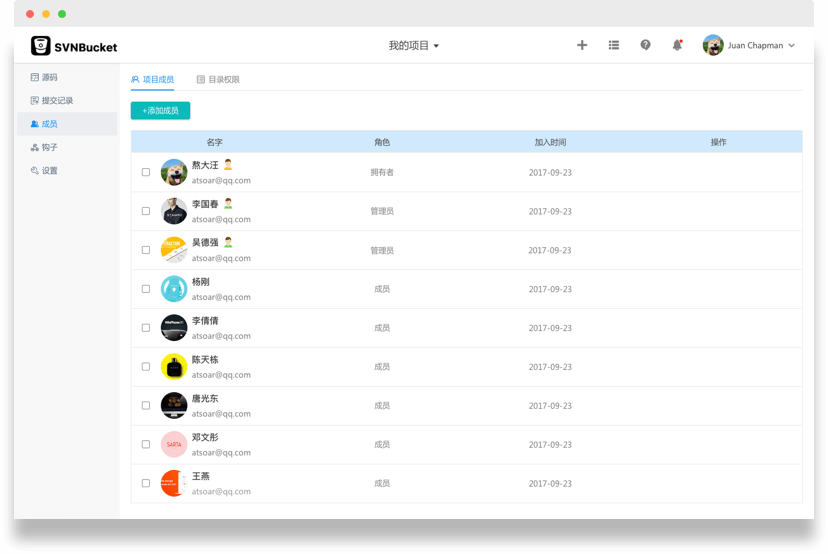 SVNBucket
我的项目
Juan Chapman
源码
提交记录
成员
钩子
设置
项目成员
目录权限
+添加成员
名字 角色 加入时间 操作
熬大汪
atsoar@qq.com
拥有者 2017-09-23
李国春
atsoar@qq.com
管理员 2017-09-23
吴德强
atsoar@qq.com
管理员 2017-09-23
杨刚
atsoar@qq.com
成员 2017-09-23
李倩倩
atsoar@qq.com
成员 2017-09-23
陈天栋
atsoar@qq.com
成员 2017-09-23
唐光东
atsoar@qq.com
成员 2017-09-23
SARTA
邓文彤
atsoar@qq.com
成员 2017-09-23
王燕
atsoar@qq.com
成员 2017-09-23